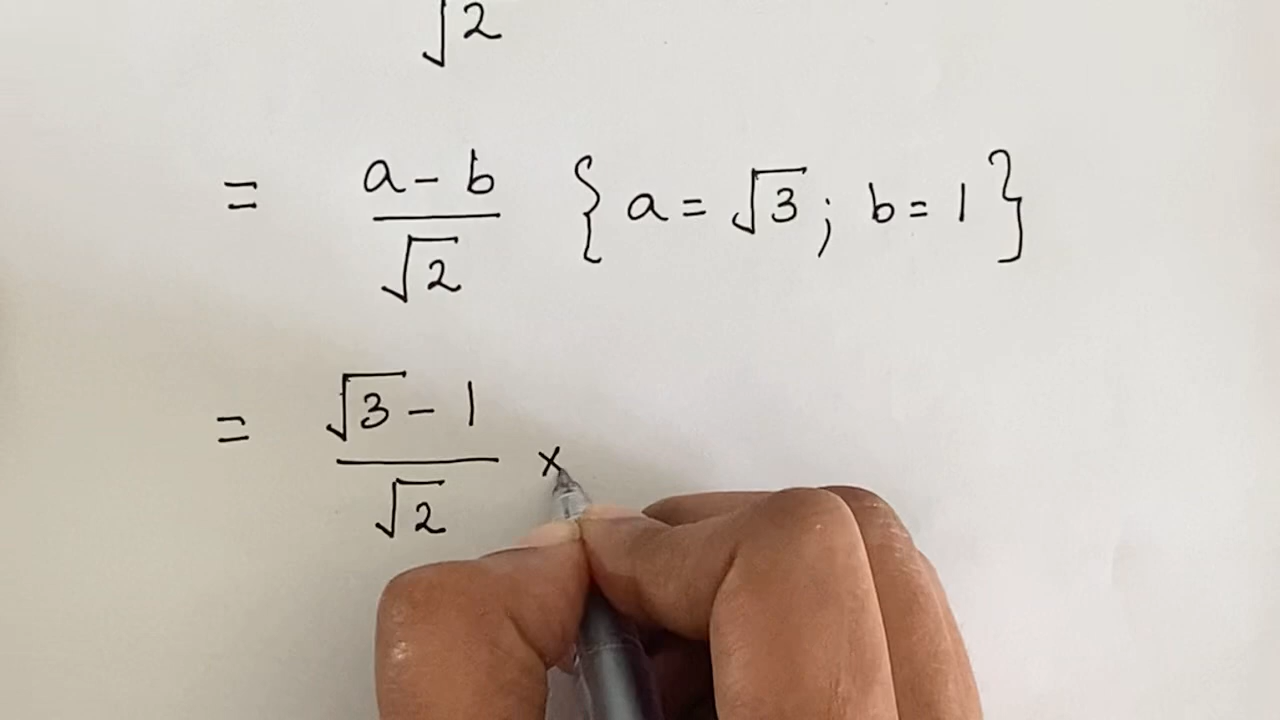 √2
= a - b / √2 { a = √3 ; b = 1 }
= √3 - 1 / √2 ×